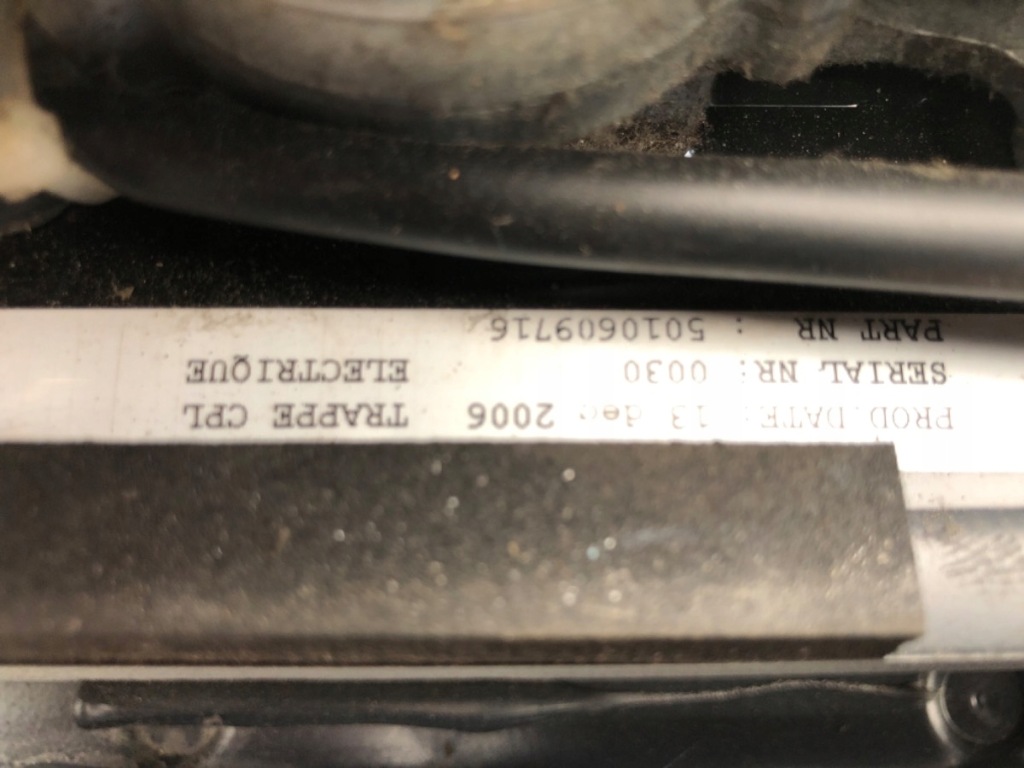 PROD.DATE: 13 dec 2006 TRAPPE CPL
SERIAL NR: 0030 ELECTRIQUE
PART NR : 5010609716